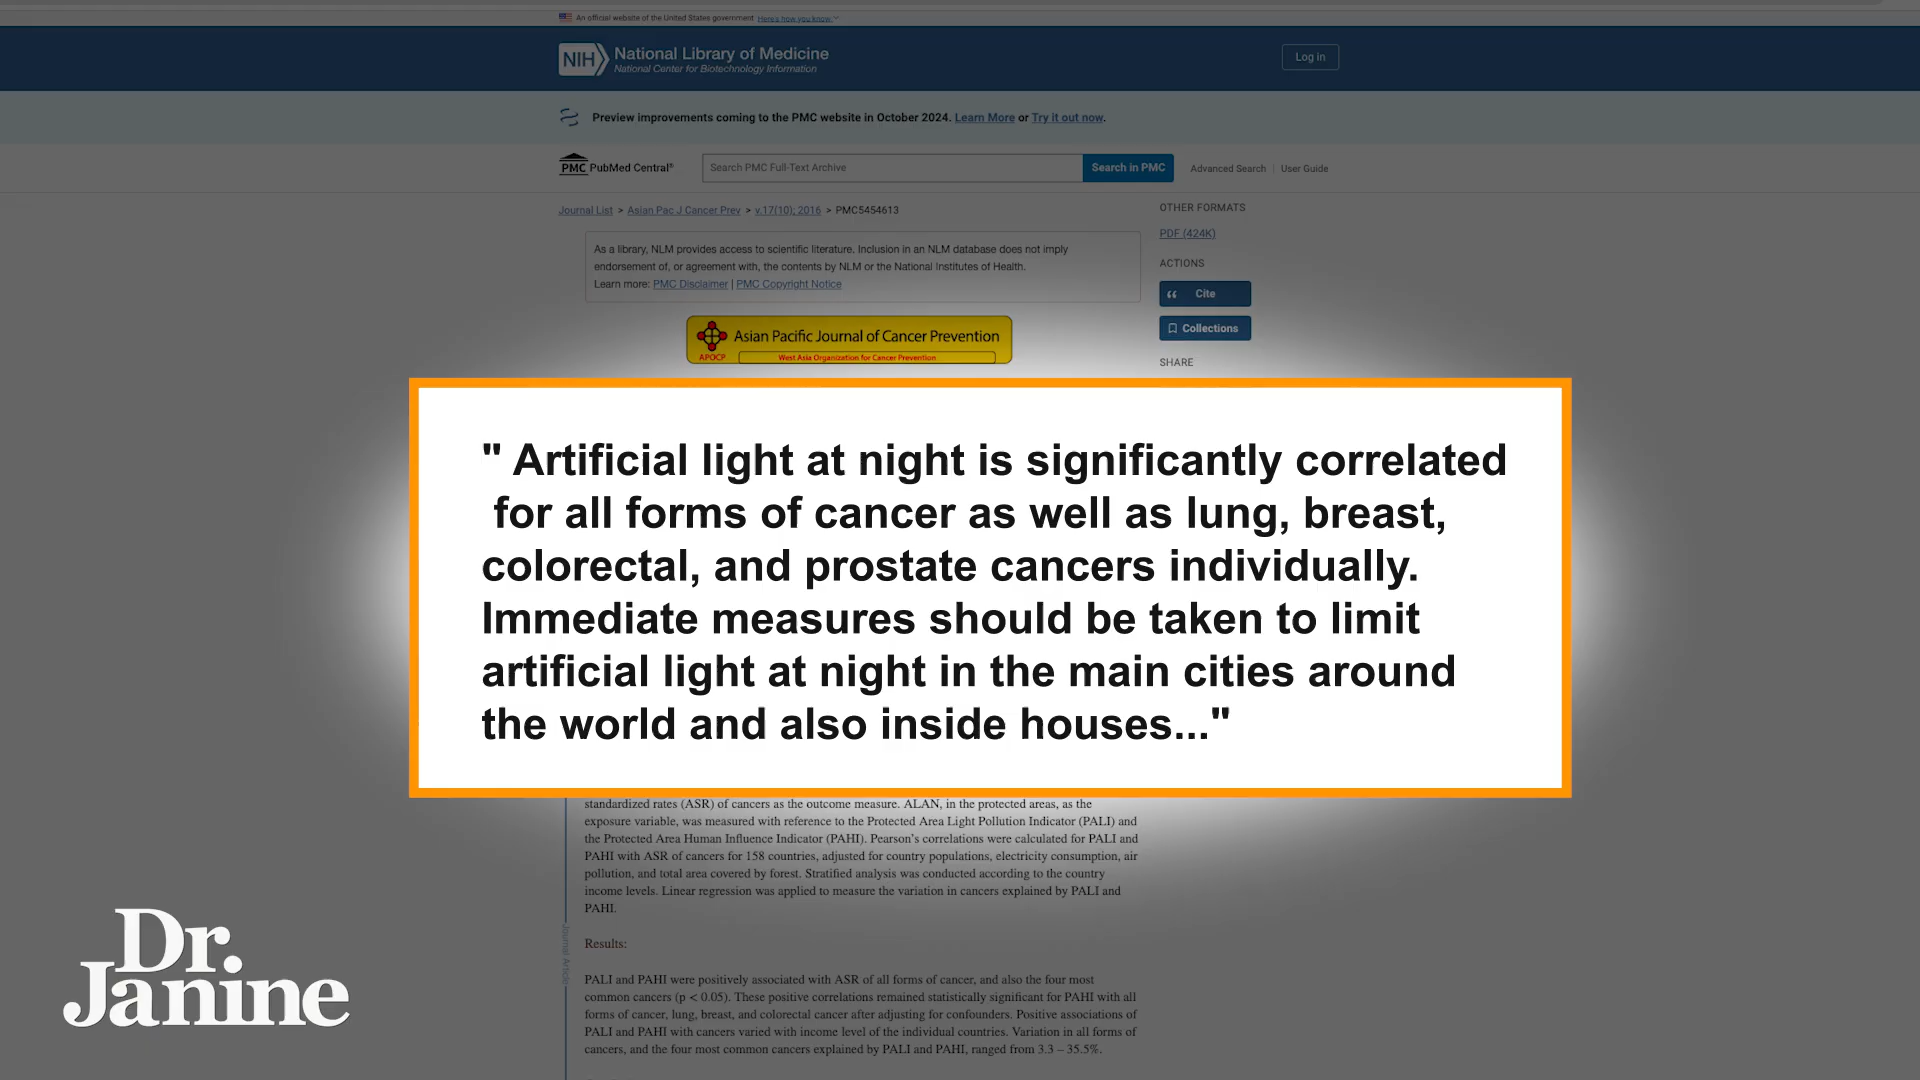 An official website of the United States government Here's how you know
NIH National Library of Medicine
National Center for Biotechnology Information
Log in
Preview improvements coming to the PMC website in October 2024. Learn More or Try it out now.
PMC PubMed Central®
Search PMC Full-Text Archive
Search in PMC
Advanced Search | User Guide
Journal List > Asian Pac J Cancer Prev > v.17(10); 2016 > PMC5454613
As a library, NLM provides access to scientific literature. Inclusion in an NLM database does not imply
endorsement of, or agreement with, the contents by NLM or the National Institutes of Health.
Learn more: PMC Disclaimer | PMC Copyright Notice
OTHER FORMATS
PDF (424K)
ACTIONS
Cite
Collections
SHARE
Asian Pacific Journal of Cancer Prevention
APOCP
West Asia Organization for Cancer Prevention
" Artificial light at night is significantly correlated
for all forms of cancer as well as lung, breast,
colorectal, and prostate cancers individually.
Immediate measures should be taken to limit
artificial light at night in the main cities around
the world and also inside houses..."
standardized rates (ASR) of cancers as the outcome measure. ALAN, in the protected areas, as the
exposure variable, was measured with reference to the Protected Area Light Pollution Indicator (PALI) and
the Protected Area Human Influence Indicator (PAHI). Pearson's correlations were calculated for PALI and
PAHI with ASR of cancers for 158 countries, adjusted for country populations, electricity consumption, air
pollution, and total area covered by forest. Stratified analysis was conducted according to the country
income levels. Linear regression was applied to measure the variation in cancers explained by PALI and
PAHI.
Journal Article
Results:
PALI and PAHI were positively associated with ASR of all forms of cancer, and also the four most
common cancers (p < 0.05). These positive correlations remained statistically significant for PAHI with all
forms of cancer, lung, breast, and colorectal cancer after adjusting for confounders. Positive associations of
PALI and PAHI with cancers varied with income level of the individual countries. Variation in all forms of
cancers, and the four most common cancers explained by PALI and PAHI, ranged from 3.3 – 35.5%.
Dr.
Janine